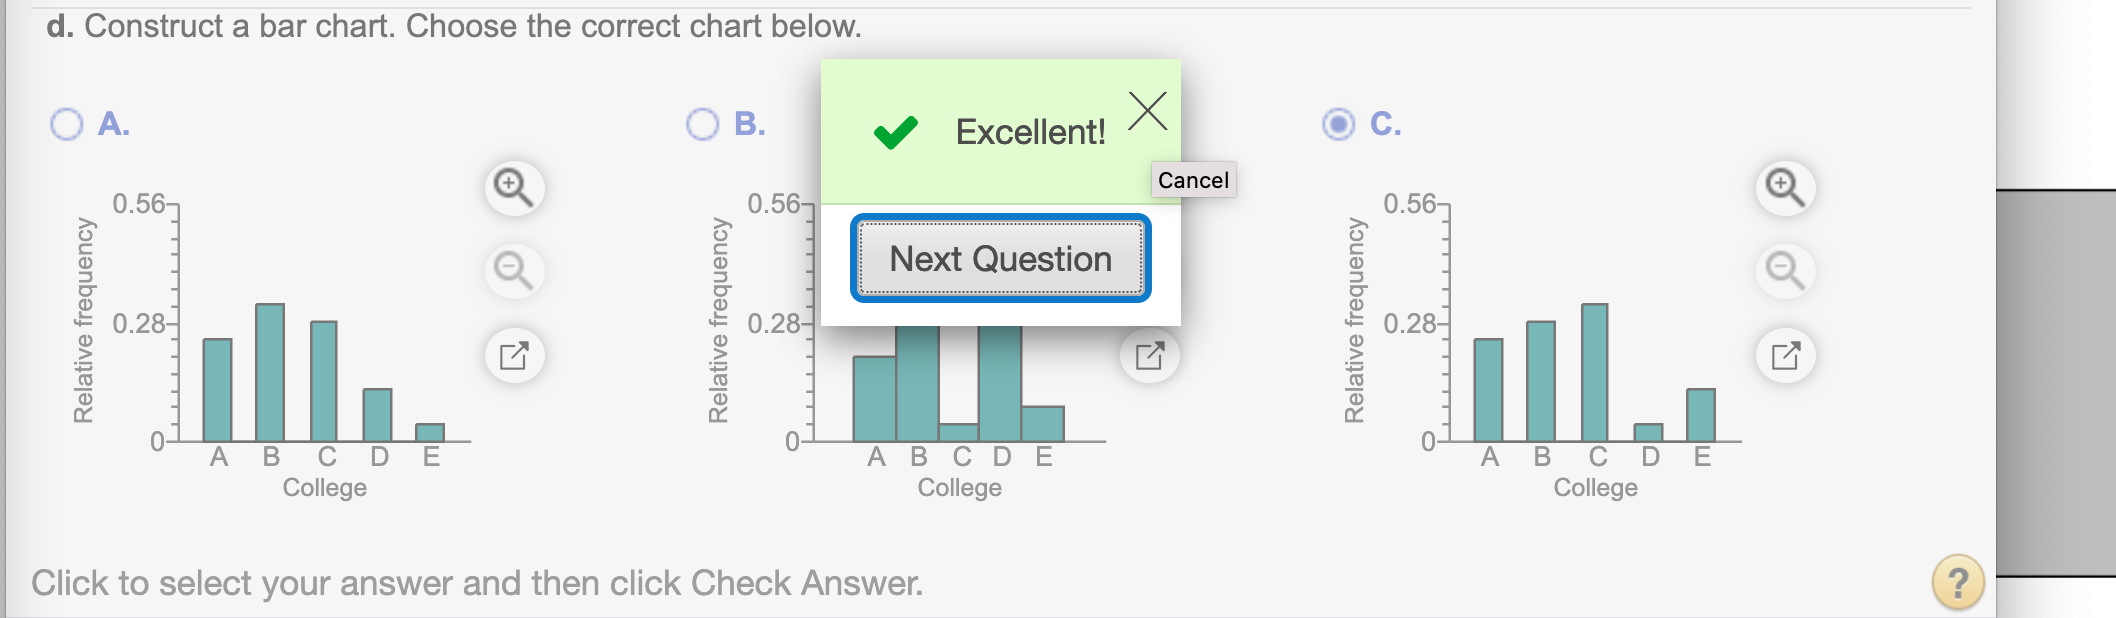 d. Construct a bar chart. Choose the correct chart below.
A.
B.
C.
Excellent!
Cancel
Next Question
0.56
0.28
0
Relative frequency
A B C D E
College
0.56
0.28
0
Relative frequency
A B C D E
College
0.56
0.28
0
Relative frequency
A B C D E
College
Click to select your answer and then click Check Answer.
?